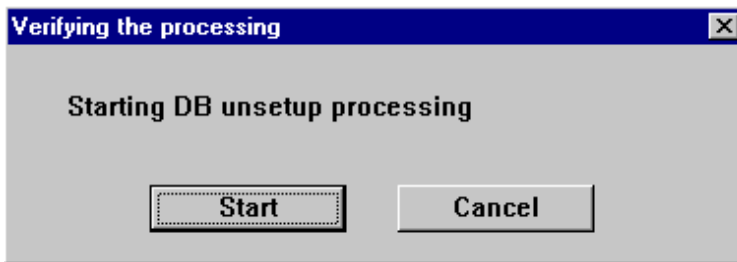 Verifying the processing
Starting DB unsetup processing
Start
Cancel